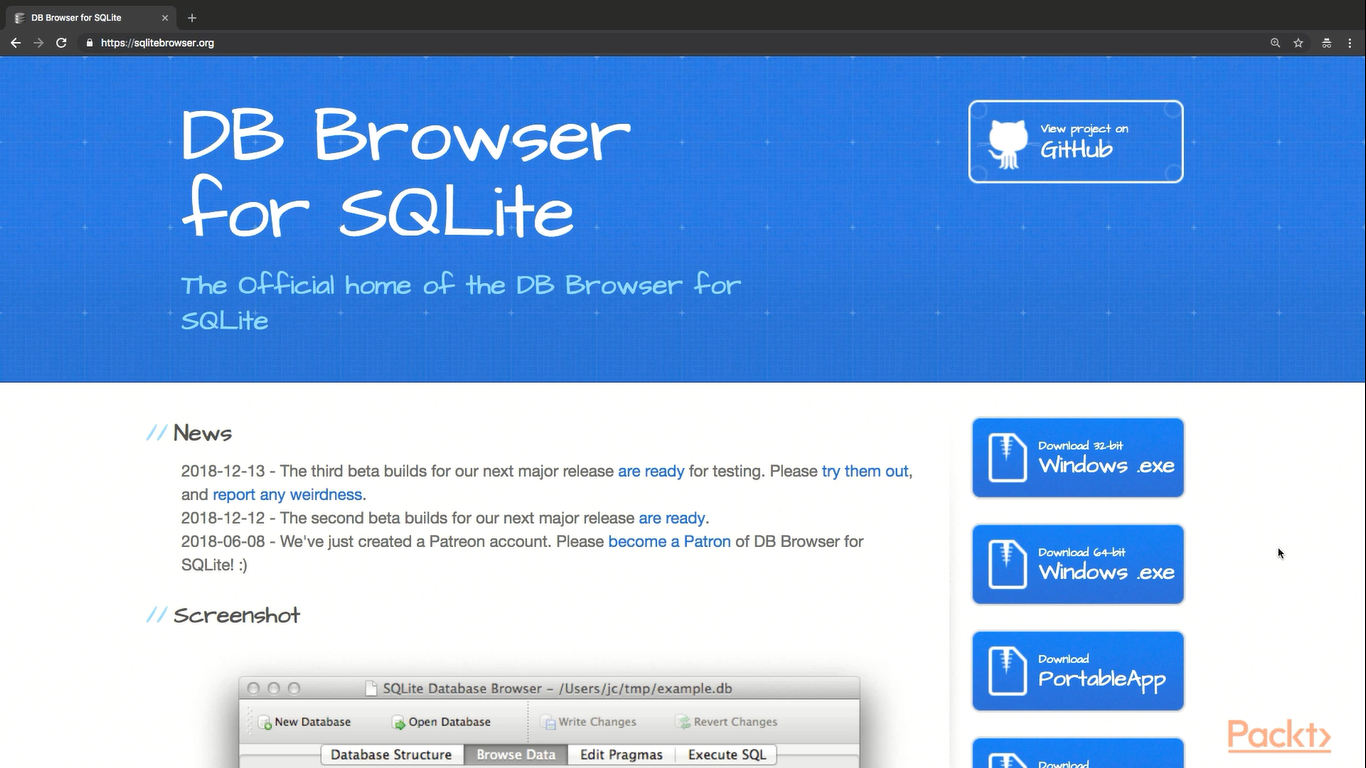 DB Browser for SQLite
https://sqlitebrowser.org
DB Browser
for SQLite
The Official home of the DB Browser for
SQLite
View project on
GitHub
// News
2018-12-13 - The third beta builds for our next major release are ready for testing. Please try them out,
and report any weirdness.
2018-12-12 - The second beta builds for our next major release are ready.
2018-06-08 - We've just created a Patreon account. Please become a Patron of DB Browser for
SQLite! :)
// Screenshot
SQLite Database Browser – /Users/jc/tmp/example.db
New Database Open Database Write Changes Revert Changes
Database Structure Browse Data Edit Pragmas Execute SQL
Download 32-bit
Windows .exe
Download 64-bit
Windows .exe
Download
PortableApp
Download
Packt>